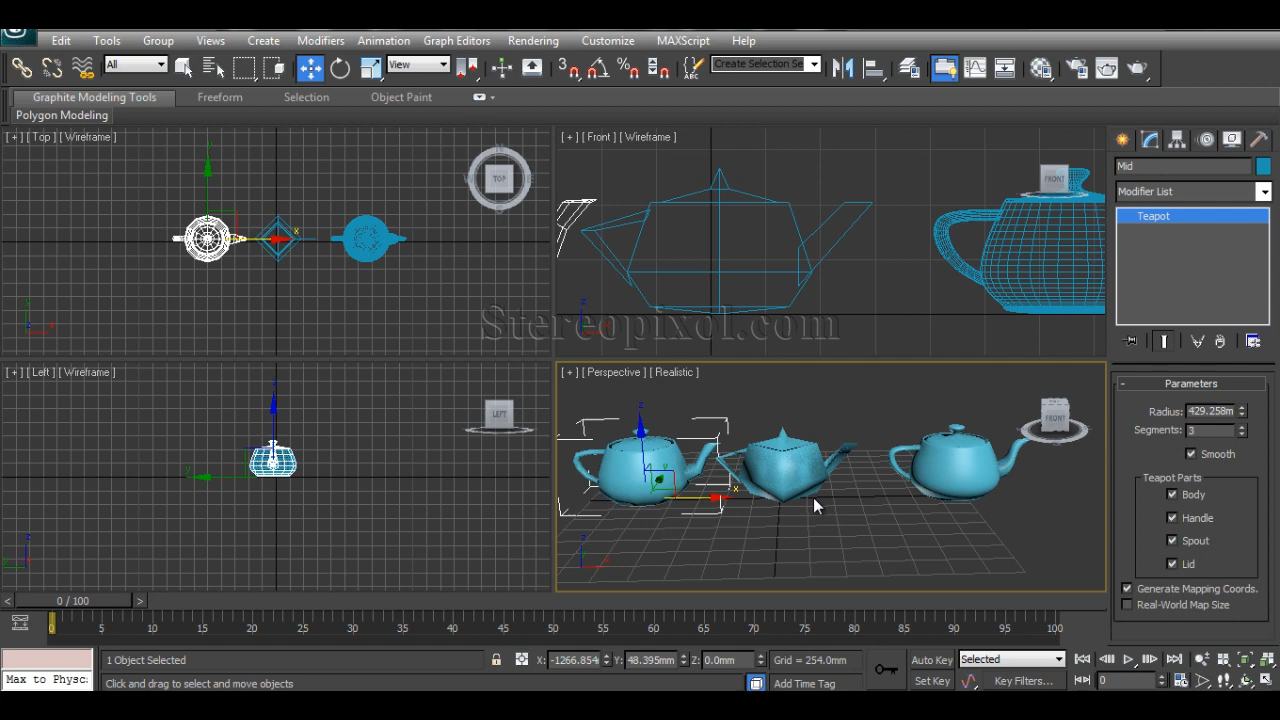 Edit Tools Group Views Create Modifiers Animation Graph Editors Rendering Customize MAXScript Help
All View 3 ABC Create Selection Se
Graphite Modeling Tools Freeform Selection Object Paint
Polygon Modeling
[ + ] [ Top ] [ Wireframe ]
TOP
x
y
[ + ] [ Front ] [ Wireframe ]
FRONT
z
x
Mid
Modifier List
Teapot
Stereopixol.com
[ + ] [ Left ] [ Wireframe ]
LEFT
z
y
[ + ] [ Perspective ] [ Realistic ]
FRONT
z
y
x
Parameters
Radius: 429.258m
Segments: 3
Smooth
Teapot Parts
Body
Handle
Spout
Lid
Generate Mapping Coords.
Real-World Map Size
< 0 / 100 >
0 5 10 15 20 25 30 35 40 45 50 55 60 65 70 75 80 85 90 95 100
1 Object Selected X: -1266.854 Y: 48.395mm Z: 0.0mm Grid = 254.0mm Auto Key Selected
Max to Physc Click and drag to select and move objects Add Time Tag Set Key Key Filters... 0